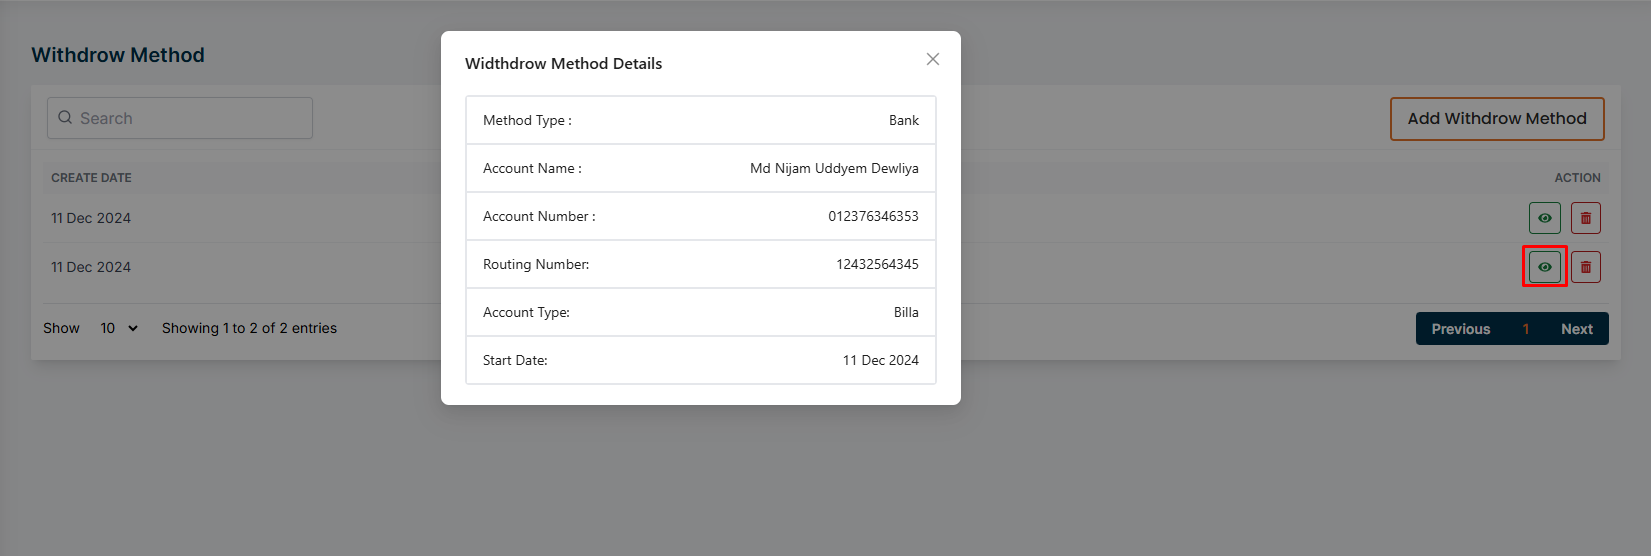 Withdrow Method
Widthdrow Method Details
Search
Add Withdrow Method
Method Type : Bank
Account Name : Md Nijam Uddyem Dewliya
Account Number : 012376346353
Routing Number: 12432564345
Account Type: Billa
Start Date: 11 Dec 2024
CREATE DATE ACTION
11 Dec 2024
11 Dec 2024
Show 10 Showing 1 to 2 of 2 entries
Previous 1 Next